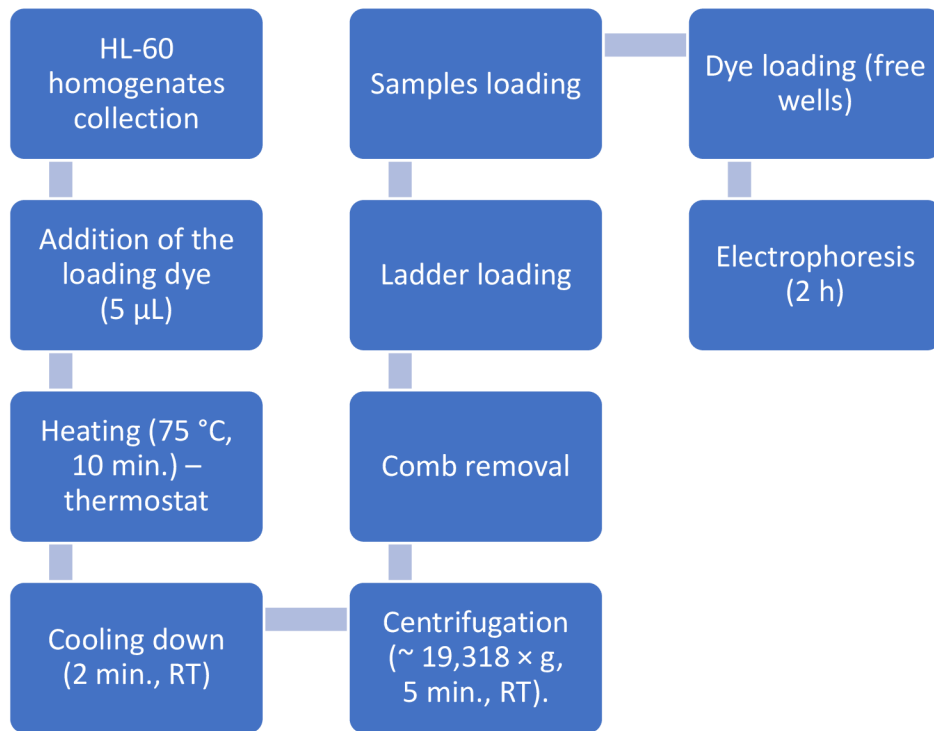 HL-60
homogenates
collection
Addition of the
loading dye
(5 µL)
Heating (75 °C,
10 min.) –
thermostat
Cooling down
(2 min., RT)
Centrifugation
(~ 19,318 × g,
5 min., RT).
Comb removal
Ladder loading
Samples loading
Dye loading (free
wells)
Electrophoresis
(2 h)